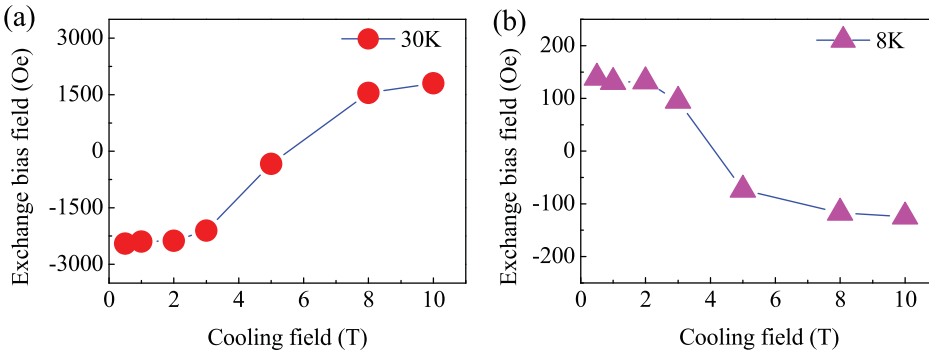 (a)
30K
3000
1500
0
-1500
-3000
Exchange bias field (Oe)
0 2 4 6 8 10
Cooling field (T)
(b)
8K
200
100
0
-100
-200
Exchange bias field (Oe)
0 2 4 6 8 10
Cooling field (T)